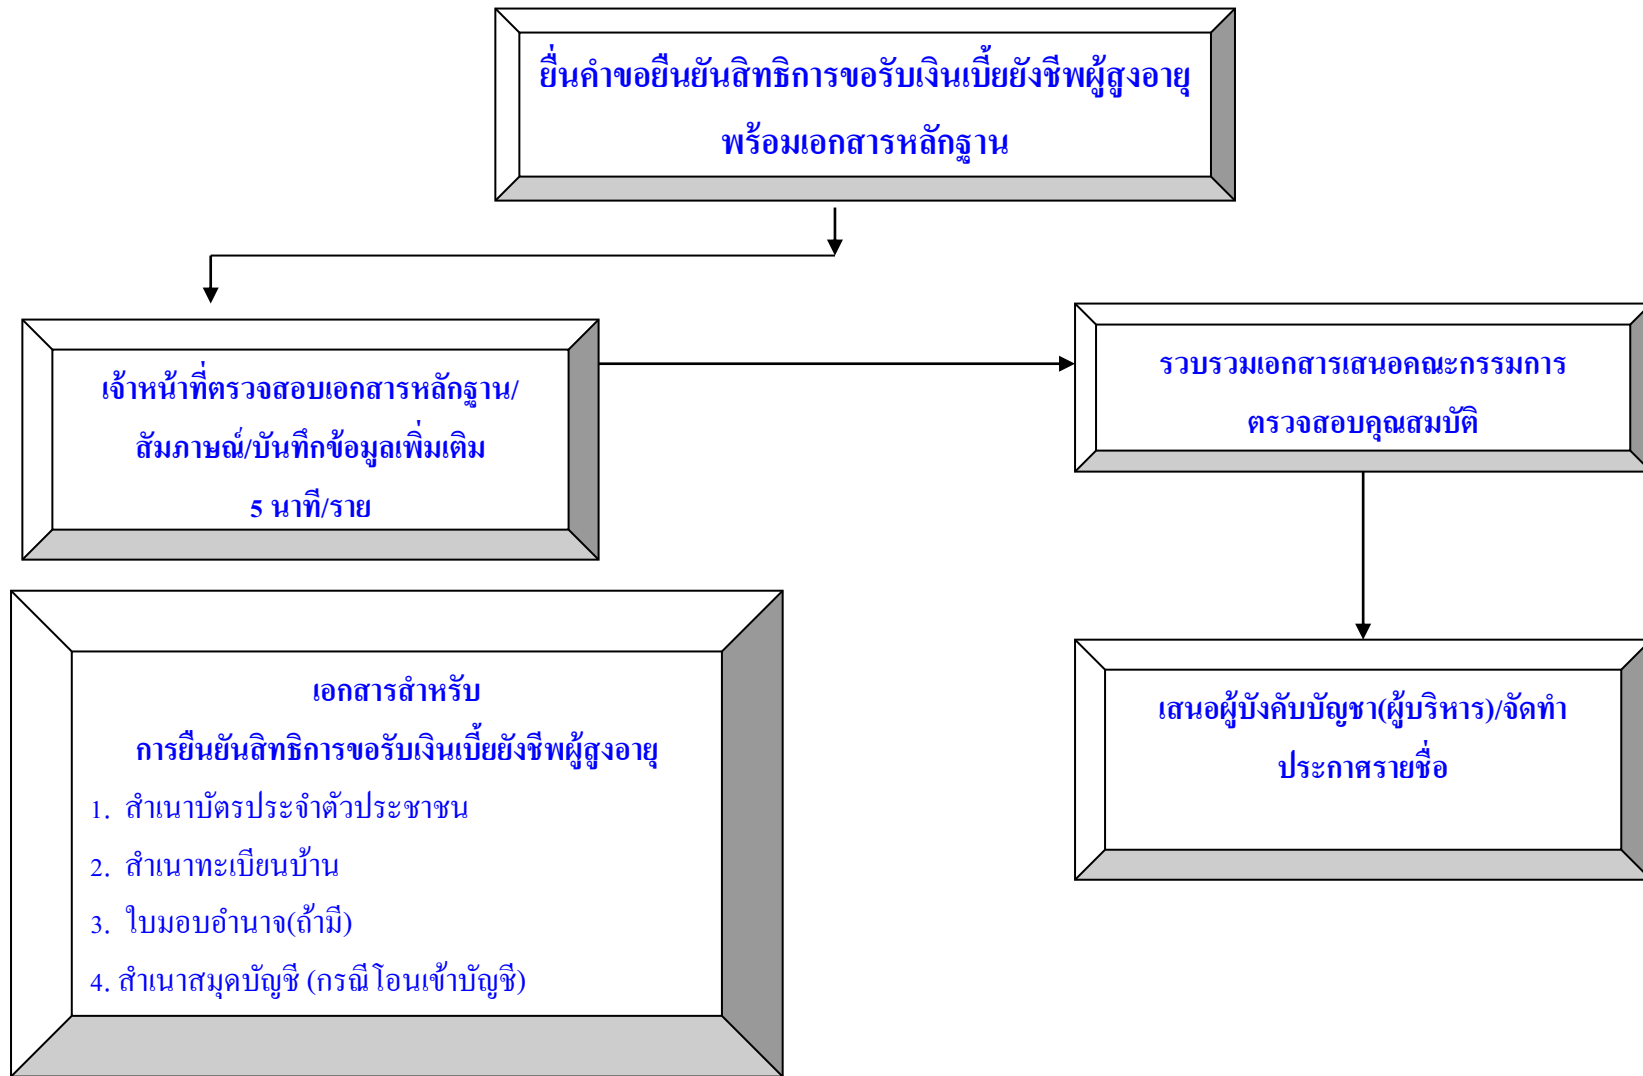 ยื่นคำขอยืนยันสิทธิการขอรับเงินเบี้ยยังชีพผู้สูงอายุ
พร้อมเอกสารหลักฐาน
เจ้าหน้าที่ตรวจสอบเอกสารหลักฐาน/
สัมภาษณ์/บันทึกข้อมูลเพิ่มเติม
5 นาที/ราย
รวบรวมเอกสารเสนอคณะกรรมการ
ตรวจสอบคุณสมบัติ
เสนอผู้บังคับบัญชา(ผู้บริหาร)/จัดทำ
ประกาศรายชื่อ
เอกสารสำหรับ
การยืนยันสิทธิการขอรับเงินเบี้ยยังชีพผู้สูงอายุ
1. สำเนาบัตรประจำตัวประชาชน
2. สำเนาทะเบียนบ้าน
3. ใบมอบอำนาจ(ถ้ามี)
4. สำเนาสมุดบัญชี (กรณีโอนเข้าบัญชี)